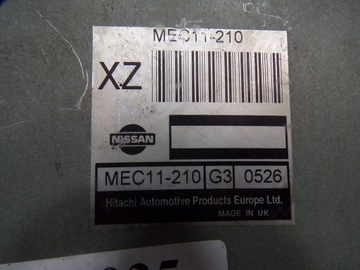 MEC11-210
XZ
NISSAN
MEC11-210 G3 0526
Hitachi Automotive Products Europe Ltd.
MADE IN UK